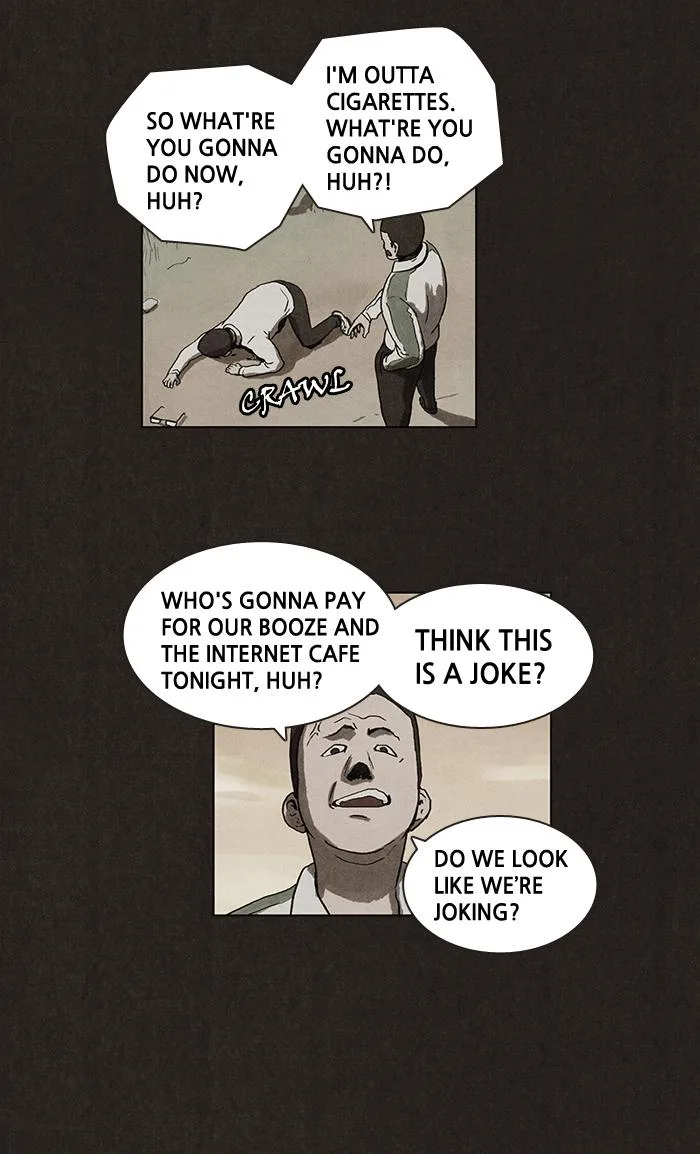 I'M OUTTA
CIGARETTES.
WHAT'RE YOU
GONNA DO,
HUH?!
SO WHAT'RE
YOU GONNA
DO NOW,
HUH?
CRAWL
WHO'S GONNA PAY
FOR OUR BOOZE AND
THE INTERNET CAFE
TONIGHT, HUH?
THINK THIS
IS A JOKE?
DO WE LOOK
LIKE WE’RE
JOKING?